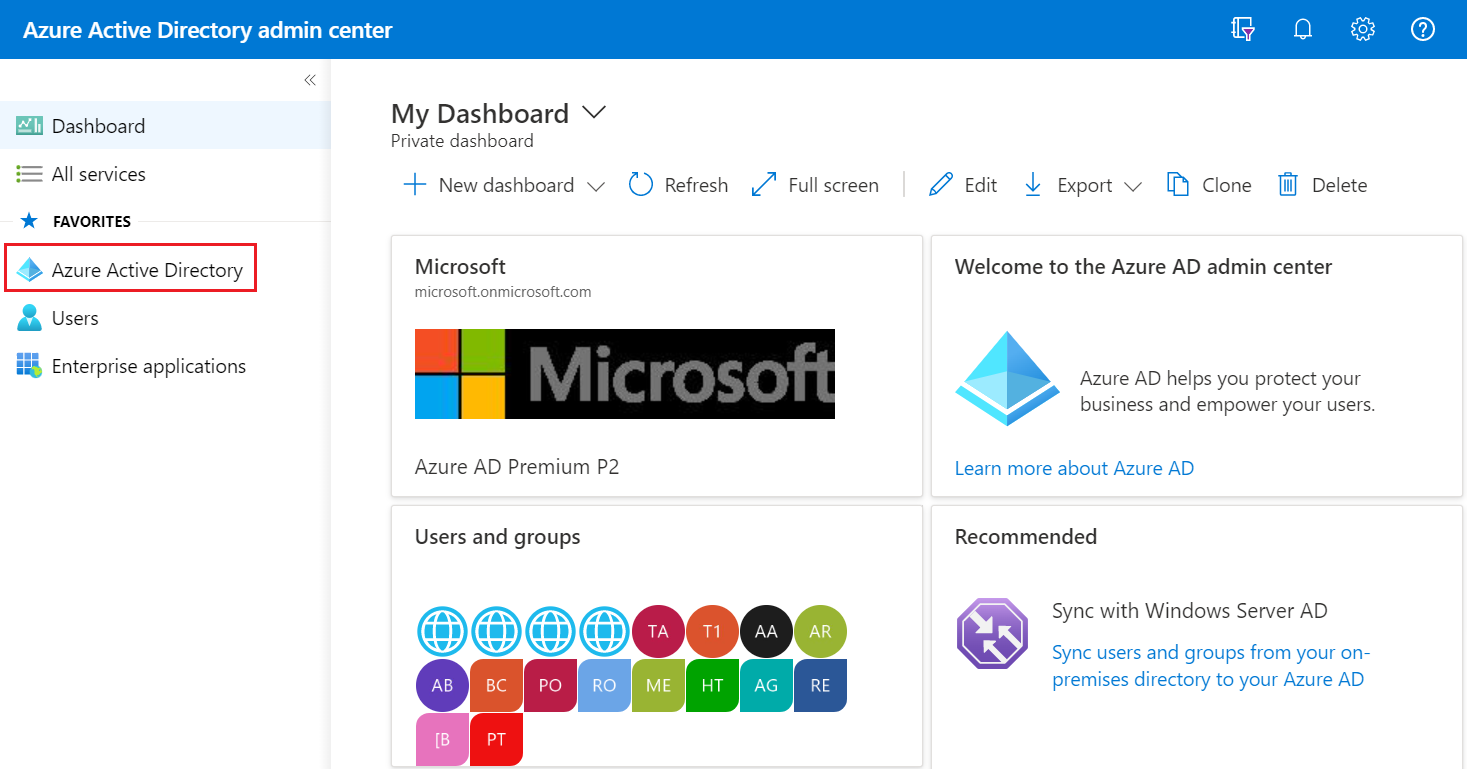 Azure Active Directory admin center
Dashboard
All services
FAVORITES
Azure Active Directory
Users
Enterprise applications
My Dashboard
Private dashboard
New dashboard
Refresh
Full screen
Edit
Export
Clone
Delete
Microsoft
microsoft.onmicrosoft.com
Microsoft
Azure AD Premium P2
Welcome to the Azure AD admin center
Azure AD helps you protect your
business and empower your users.
Learn more about Azure AD
Users and groups
TA T1 AA AR
AB BC PO RO ME HT AG RE
[B PT
Recommended
Sync with Windows Server AD
Sync users and groups from your on-
premises directory to your Azure AD